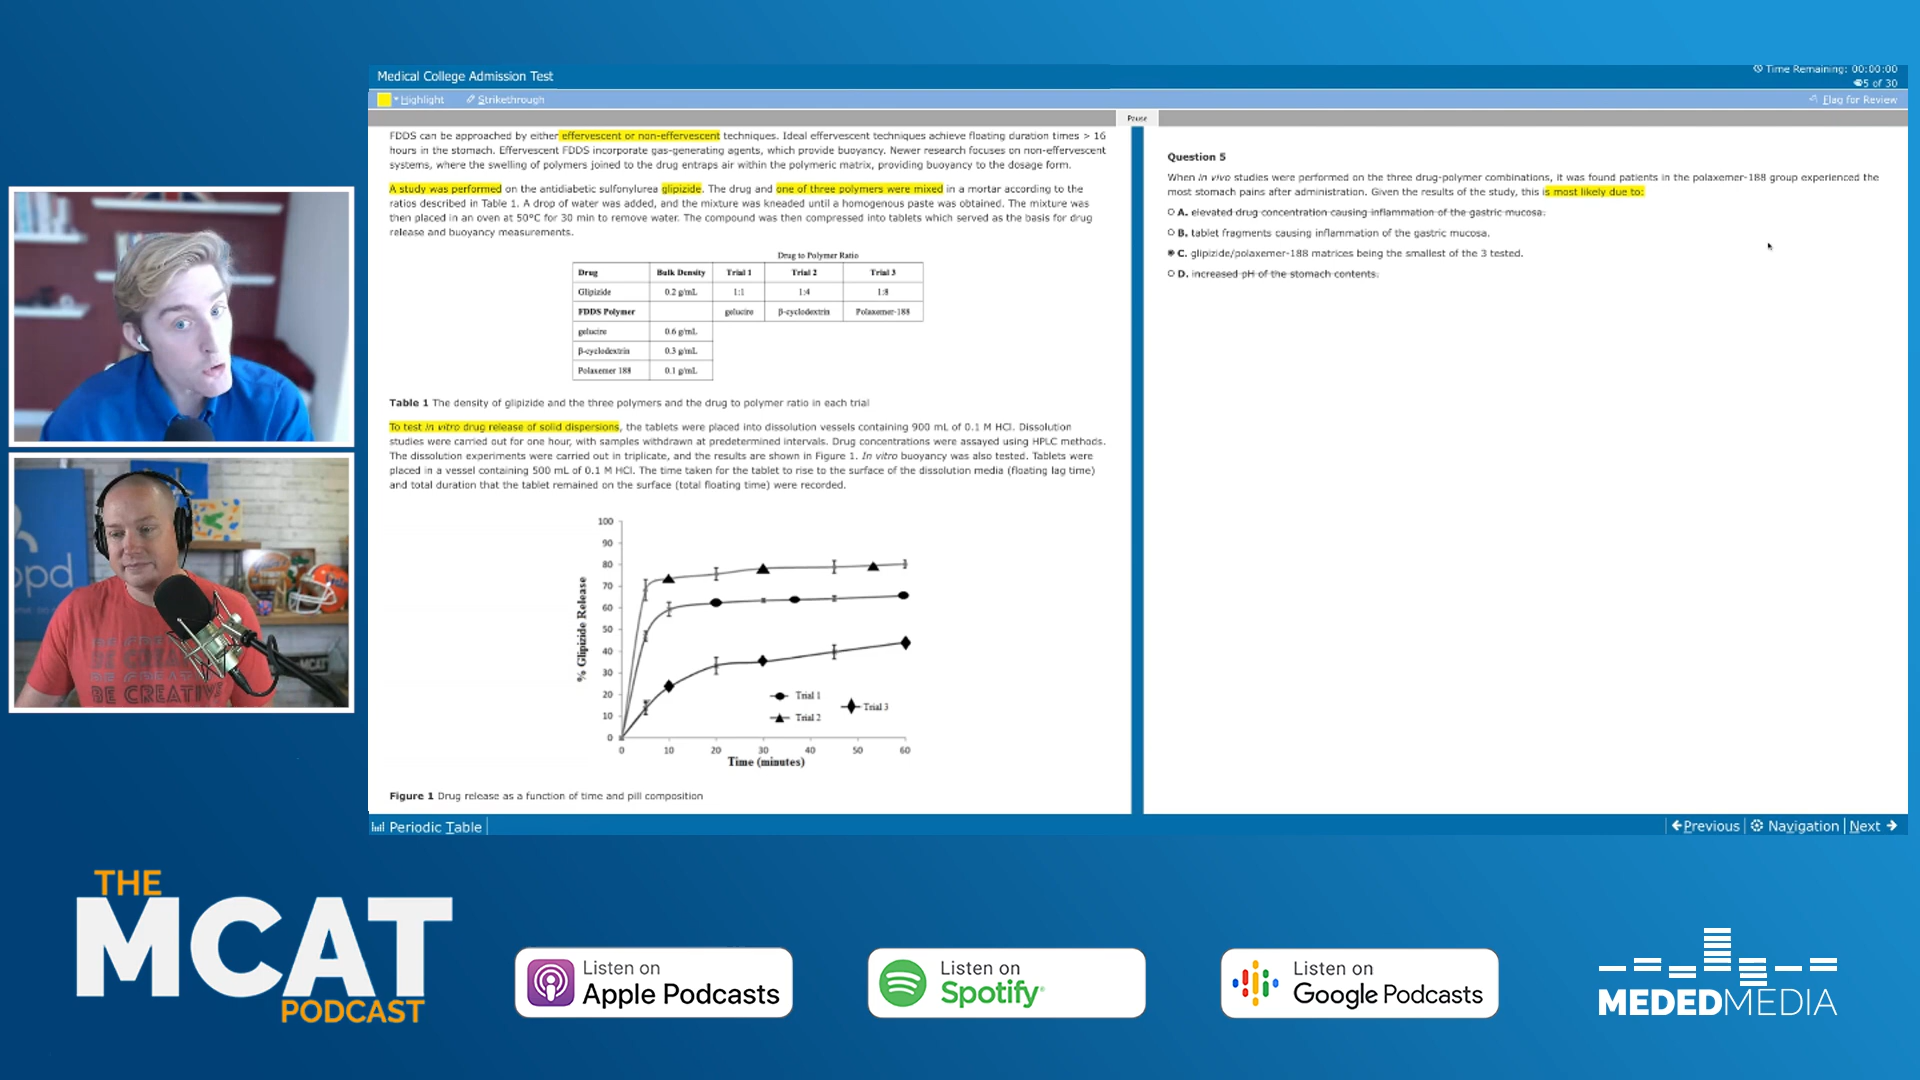 Medical College Admission Test
Time Remaining: 00:00:00
5 of 30
Highlight
Strikethrough
Flag for Review
Pause
FDDS can be approached by either effervescent or non-effervescent techniques. Ideal effervescent techniques achieve floating duration times > 16
hours in the stomach. Effervescent FDDS incorporate gas-generating agents, which provide buoyancy. Newer research focuses on non-effervescent
systems, where the swelling of polymers joined to the drug entraps air within the polymeric matrix, providing buoyancy to the dosage form.
A study was performed on the antidiabetic sulfonylurea glipizide. The drug and one of three polymers were mixed in a mortar according to the
ratios described in Table 1. A drop of water was added, and the mixture was kneaded until a homogenous paste was obtained. The mixture was
then placed in an oven at 50°C for 30 min to remove water. The compound was then compressed into tablets which served as the basis for drug
release and buoyancy measurements.
Drug to Polymer Ratio
Drug Bulk Density Trial 1 Trial 2 Trial 3
Glipizide 0.2 g/mL 1:1 1:4 1:8
FDDS Polymer gelucire β-cyclodextrin Polaxemer-188
gelucire 0.6 g/mL
β-cyclodextrin 0.3 g/mL
Polaxemer 188 0.1 g/mL
Table 1 The density of glipizide and the three polymers and the drug to polymer ratio in each trial
To test in vitro drug release of solid dispersions, the tablets were placed into dissolution vessels containing 900 mL of 0.1 M HCl. Dissolution
studies were carried out for one hour, with samples withdrawn at predetermined intervals. Drug concentrations were assayed using HPLC methods.
The dissolution experiments were carried out in triplicate, and the results are shown in Figure 1. In vitro buoyancy was also tested. Tablets were
placed in a vessel containing 500 mL of 0.1 M HCl. The time taken for the tablet to rise to the surface of the dissolution media (floating lag time)
and total duration that the tablet remained on the surface (total floating time) were recorded.
% Glipizide Release
100
90
80
70
60
50
40
30
20
10
0
0 10 20 30 40 50 60
Time (minutes)
Trial 1
Trial 2
Trial 3
Figure 1 Drug release as a function of time and pill composition
Question 5
When in vivo studies were performed on the three drug-polymer combinations, it was found patients in the polaxemer-188 group experienced the
most stomach pains after administration. Given the results of the study, this is most likely due to:
A. elevated drug concentration causing inflammation of the gastric mucosa.
B. tablet fragments causing inflammation of the gastric mucosa.
C. glipizide/polaxemer-188 matrices being the smallest of the 3 tested.
D. increased pH of the stomach contents.
Periodic Table
Previous
Navigation
Next
ppd
BE CREATIVE
MCAT
THE
MCAT
PODCAST
Listen on
Apple Podcasts
Listen on
Spotify
Listen on
Google Podcasts
MEDEDMEDIA